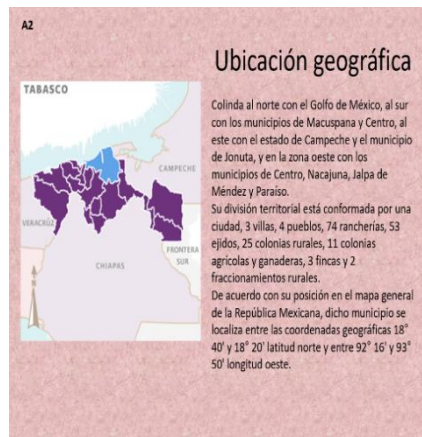 A2
Ubicación geográfica
TABASCO
CAMPECHE
VERACRUZ
CHIAPAS
FRONTERA
SUR
N
Colinda al norte con el Golfo de México, al sur
con los municipios de Macuspana y Centro, al
este con el estado de Campeche y el municipio
de Jonuta, y en la zona oeste con los
municipios de Centro, Nacajuna, Jalpa de
Méndez y Paraíso.
Su división territorial está conformada por una
ciudad, 3 villas, 4 pueblos, 74 rancherías, 53
ejidos, 25 colonias rurales, 11 colonias
agrícolas y ganaderas, 3 fincas y 2
fraccionamientos rurales.
De acuerdo con su posición en el mapa general
de la República Mexicana, dicho municipio se
localiza entre las coordenadas geográficas 18°
40' y 18° 20' latitud norte y entre 92° 16' y 93°
50' longitud oeste.